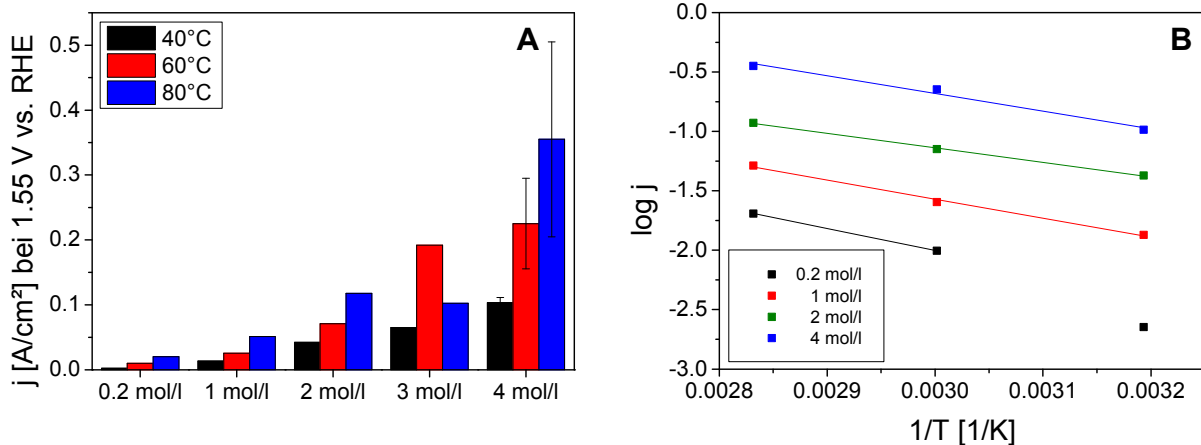 A
40°C
60°C
80°C
j [A/cm²] bei 1.55 V vs. RHE
0.5
0.4
0.3
0.2
0.1
0.0
0.2 mol/l 1 mol/l 2 mol/l 3 mol/l 4 mol/l
B
log j
0.0
-0.5
-1.0
-1.5
-2.0
-2.5
-3.0
0.2 mol/l
1 mol/l
2 mol/l
4 mol/l
0.0028 0.0029 0.0030 0.0031 0.0032
1/T [1/K]